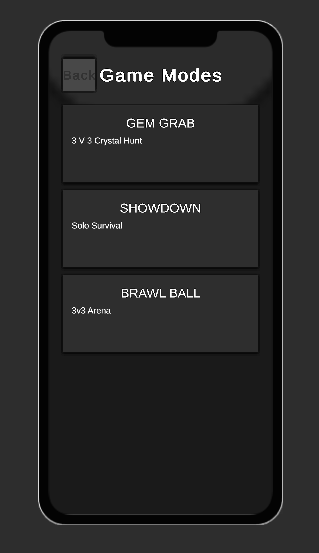 Back Game Modes
GEM GRAB
3 V 3 Crystal Hunt
SHOWDOWN
Solo Survival
BRAWL BALL
3v3 Arena